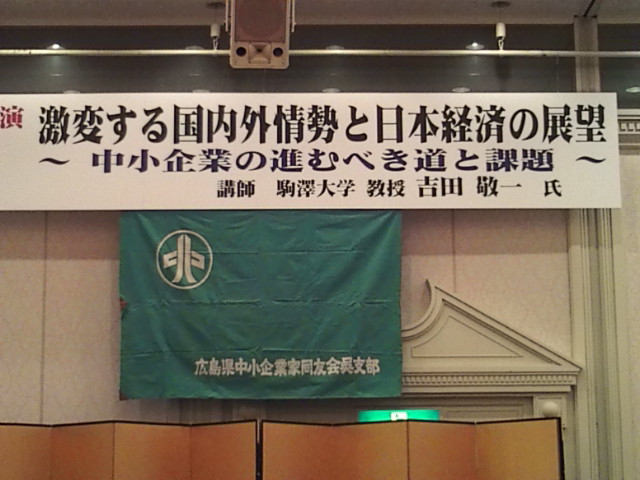 演 激変する国内外情勢と日本経済の展望
～ 中小企業の進むべき道と課題 ～
講師 駒澤大学 教授 吉田 敬一 氏
中
広島県中小企業家同友会呉支部